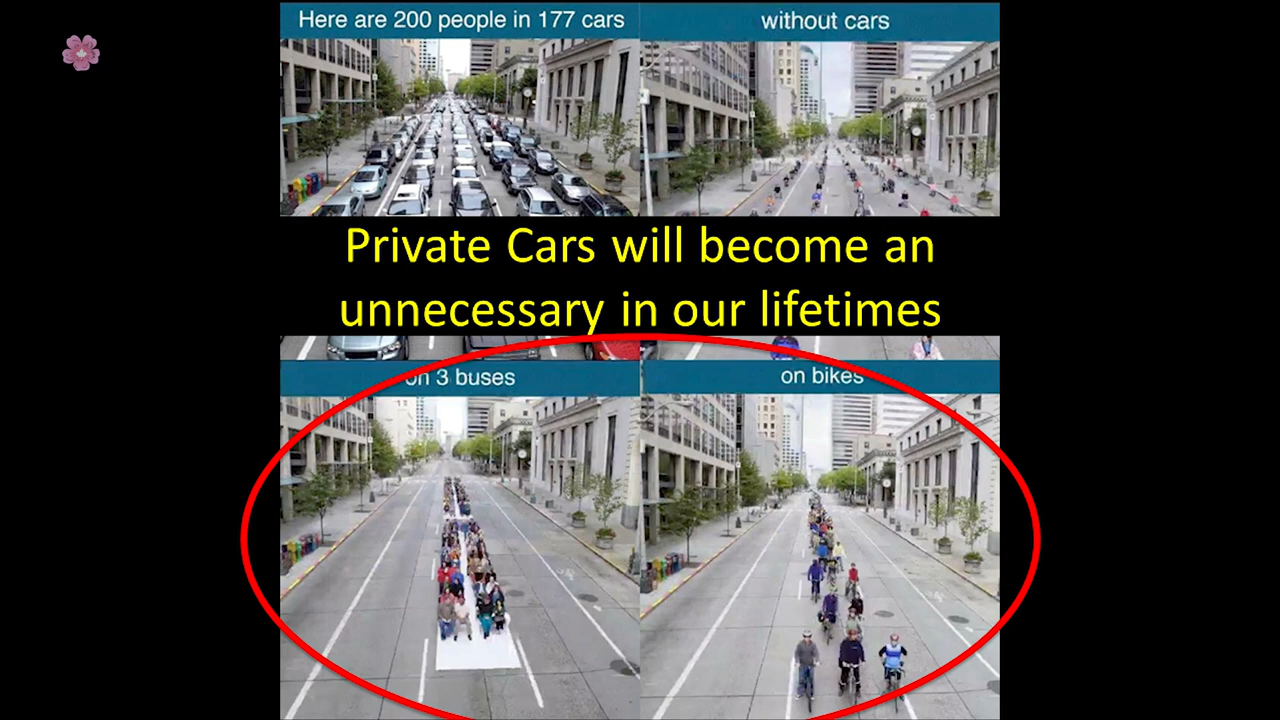 Here are 200 people in 177 cars
without cars
Private Cars will become an
unnecessary in our lifetimes
on 3 buses
on bikes